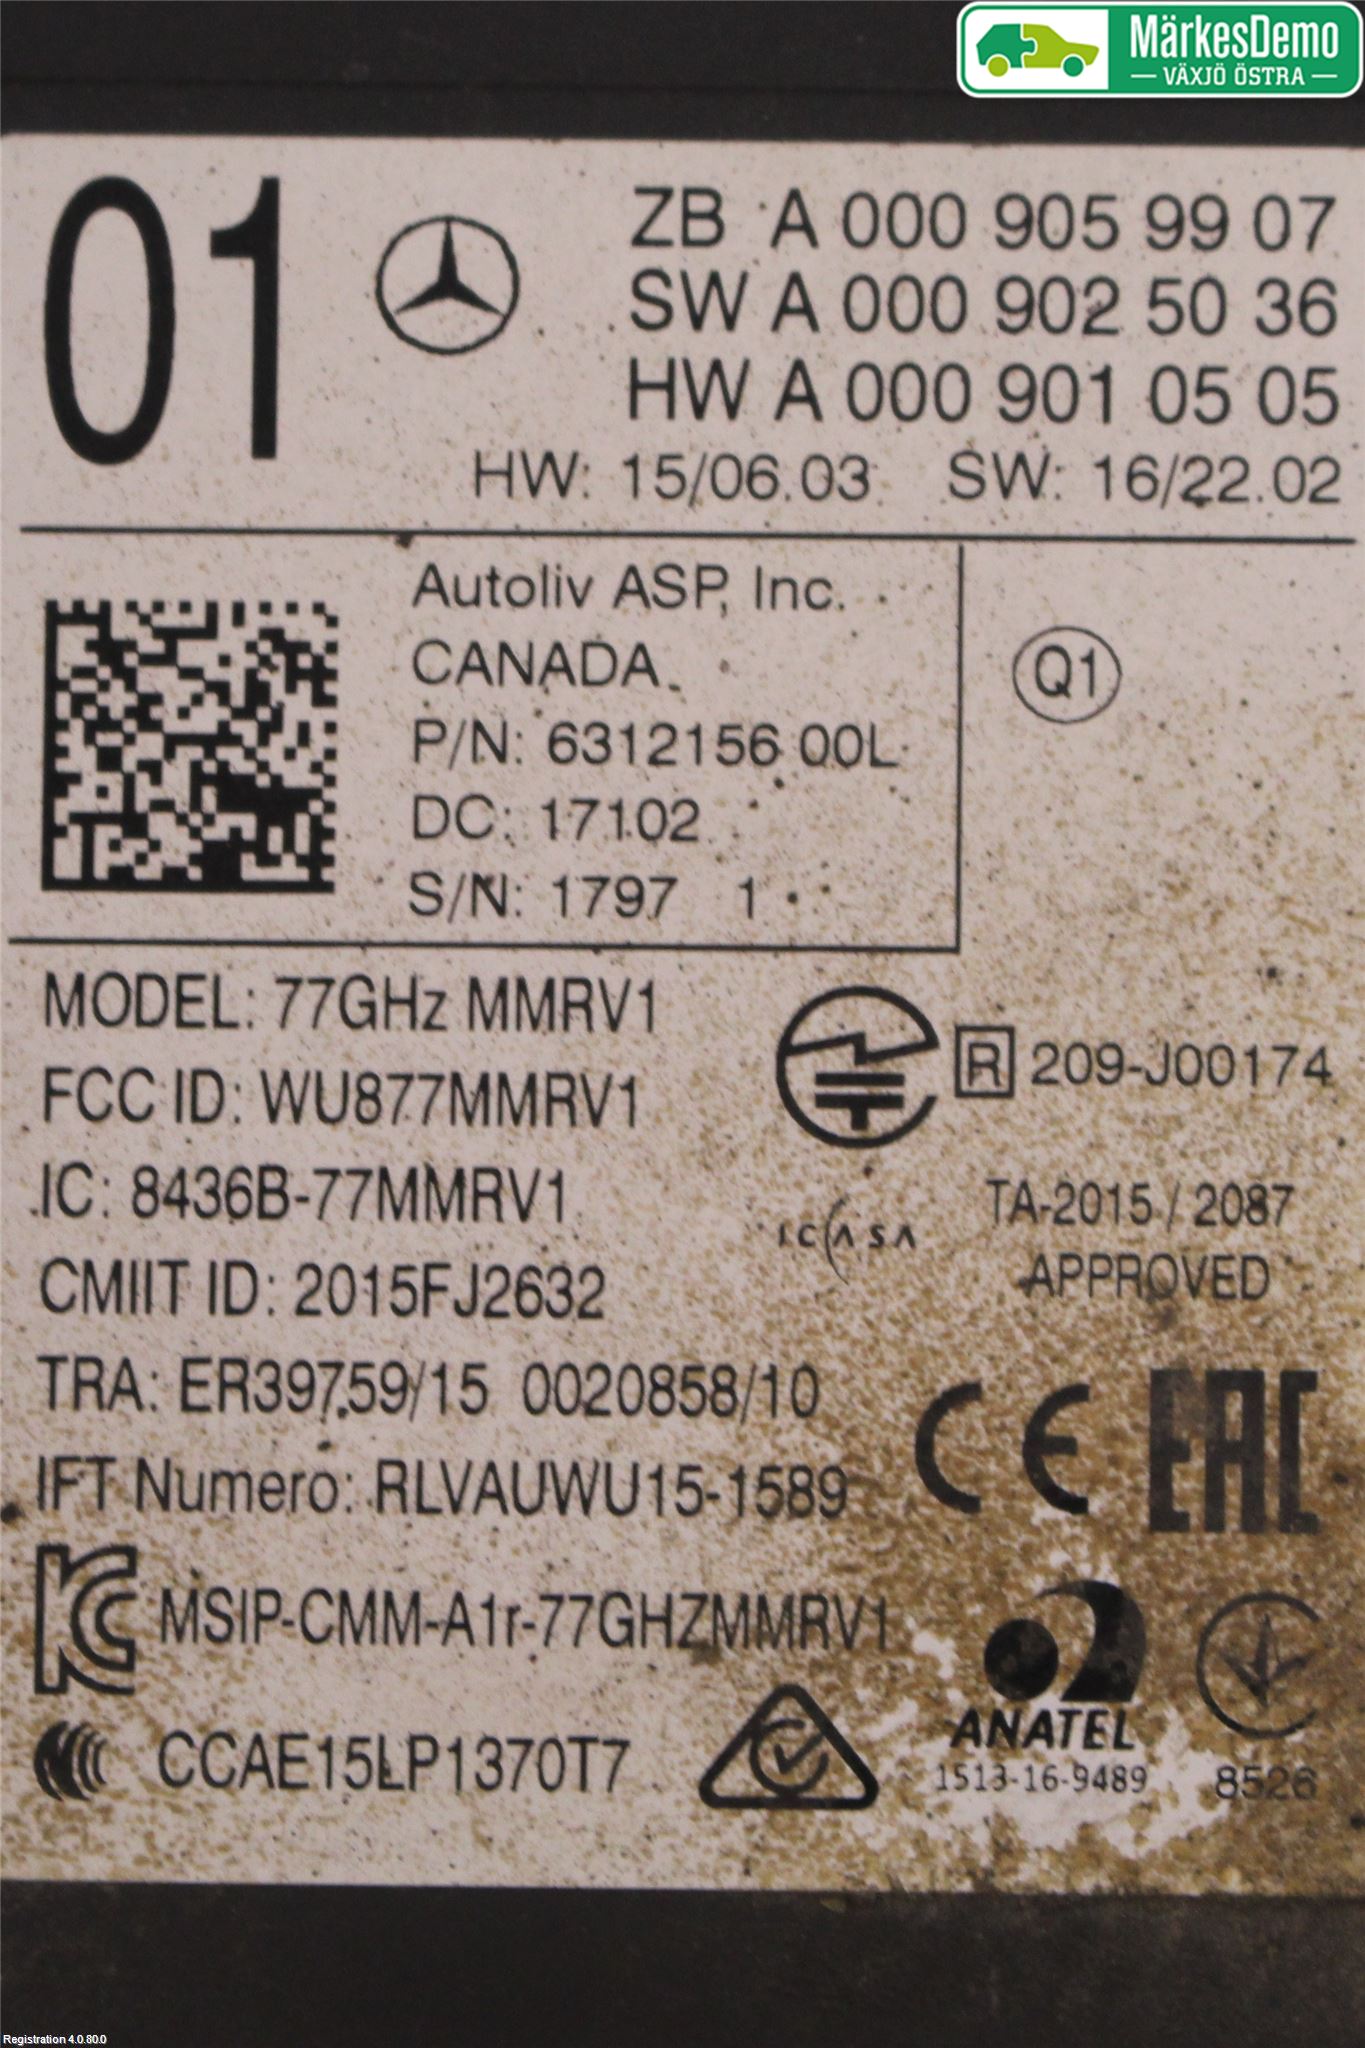 MärkesDemo
VÄXJÖ ÖSTRA
01
ZB A 000 905 99 07
SW A 000 902 50 36
HW A 000 901 05 05
HW: 15/06.03 SW: 16/22.02
Autoliv ASP, Inc.
CANADA
P/N: 6312156 00L
DC: 17102
S/N: 1797 1
Q1
MODEL: 77GHz MMRV1
FCC ID: WU877MMRV1
R 209-J00174
IC: 8436B-77MMRV1
ICASA
TA-2015 / 2087
APPROVED
CMIIT ID: 2015FJ2632
TRA: ER39759/15 0020858/10
CE EAC
IFT Numero: RLVAUWU15-1589
KC MSIP-CMM-A1r-77GHZMMRV1
ANATEL
1513-16-9489
8526
CCAE15LP1370T7
Registration 4.0.80.0